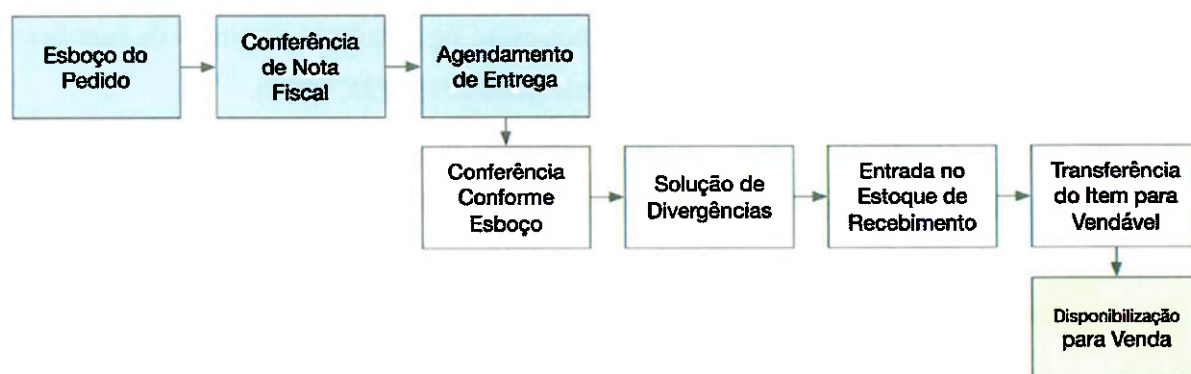 Esboço do
Pedido
Conferência
de Nota
Fiscal
Agendamento
de Entrega
Conferência
Conforme
Esboço
Solução de
Divergências
Entrada no
Estoque de
Recebimento
Transferência
do Item para
Vendável
Disponibilização
para Venda